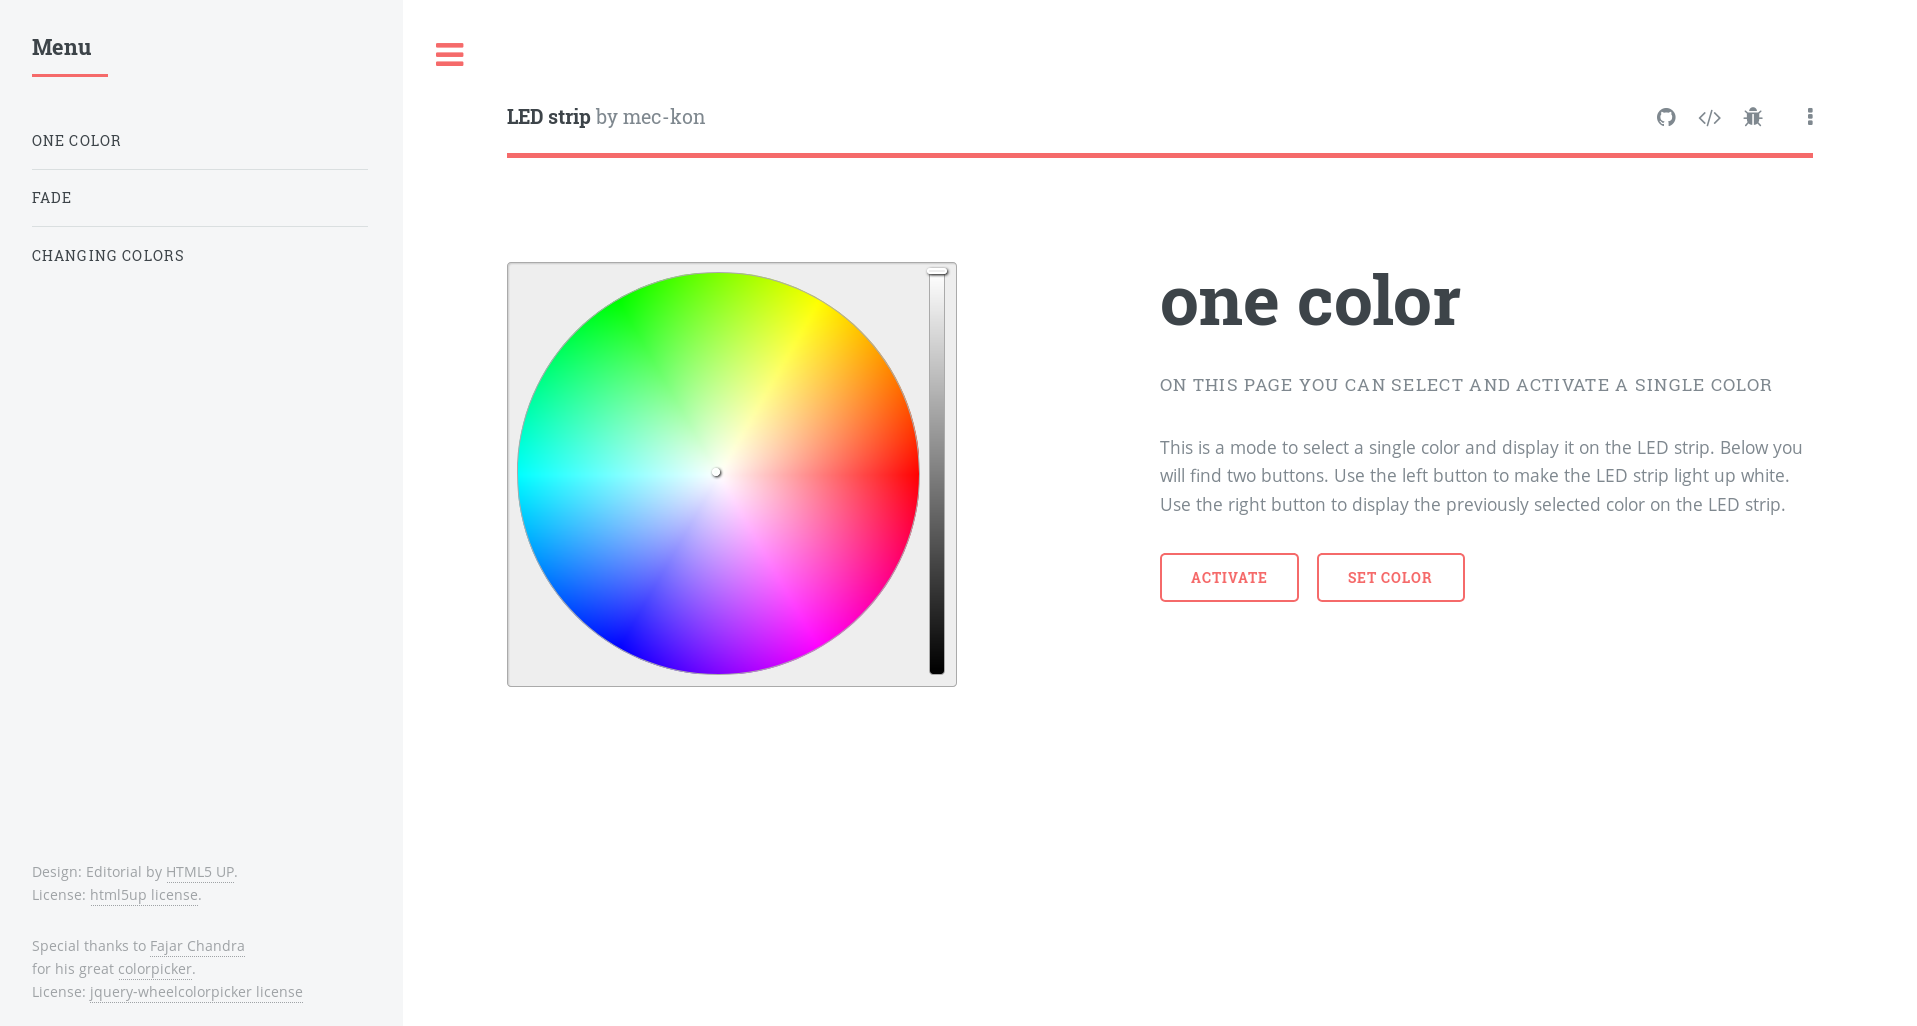 Menu
ONE COLOR
FADE
CHANGING COLORS
Design: Editorial by HTML5 UP.
License: html5up license.
Special thanks to Fajar Chandra
for his great colorpicker.
License: jquery-wheelcolorpicker license
LED strip by mec-kon
one color
ON THIS PAGE YOU CAN SELECT AND ACTIVATE A SINGLE COLOR
This is a mode to select a single color and display it on the LED strip. Below you
will find two buttons. Use the left button to make the LED strip light up white.
Use the right button to display the previously selected color on the LED strip.
ACTIVATE
SET COLOR